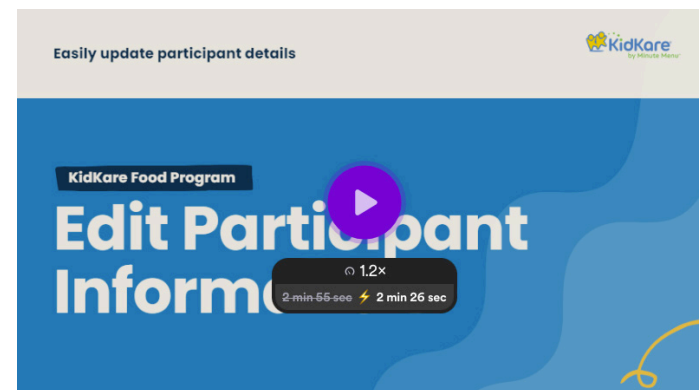 Easily update participant details
KidKare
by Minute Menu
KidKare Food Program
Edit Participant
1.2×
2 min 55 sec ⚡ 2 min 26 sec